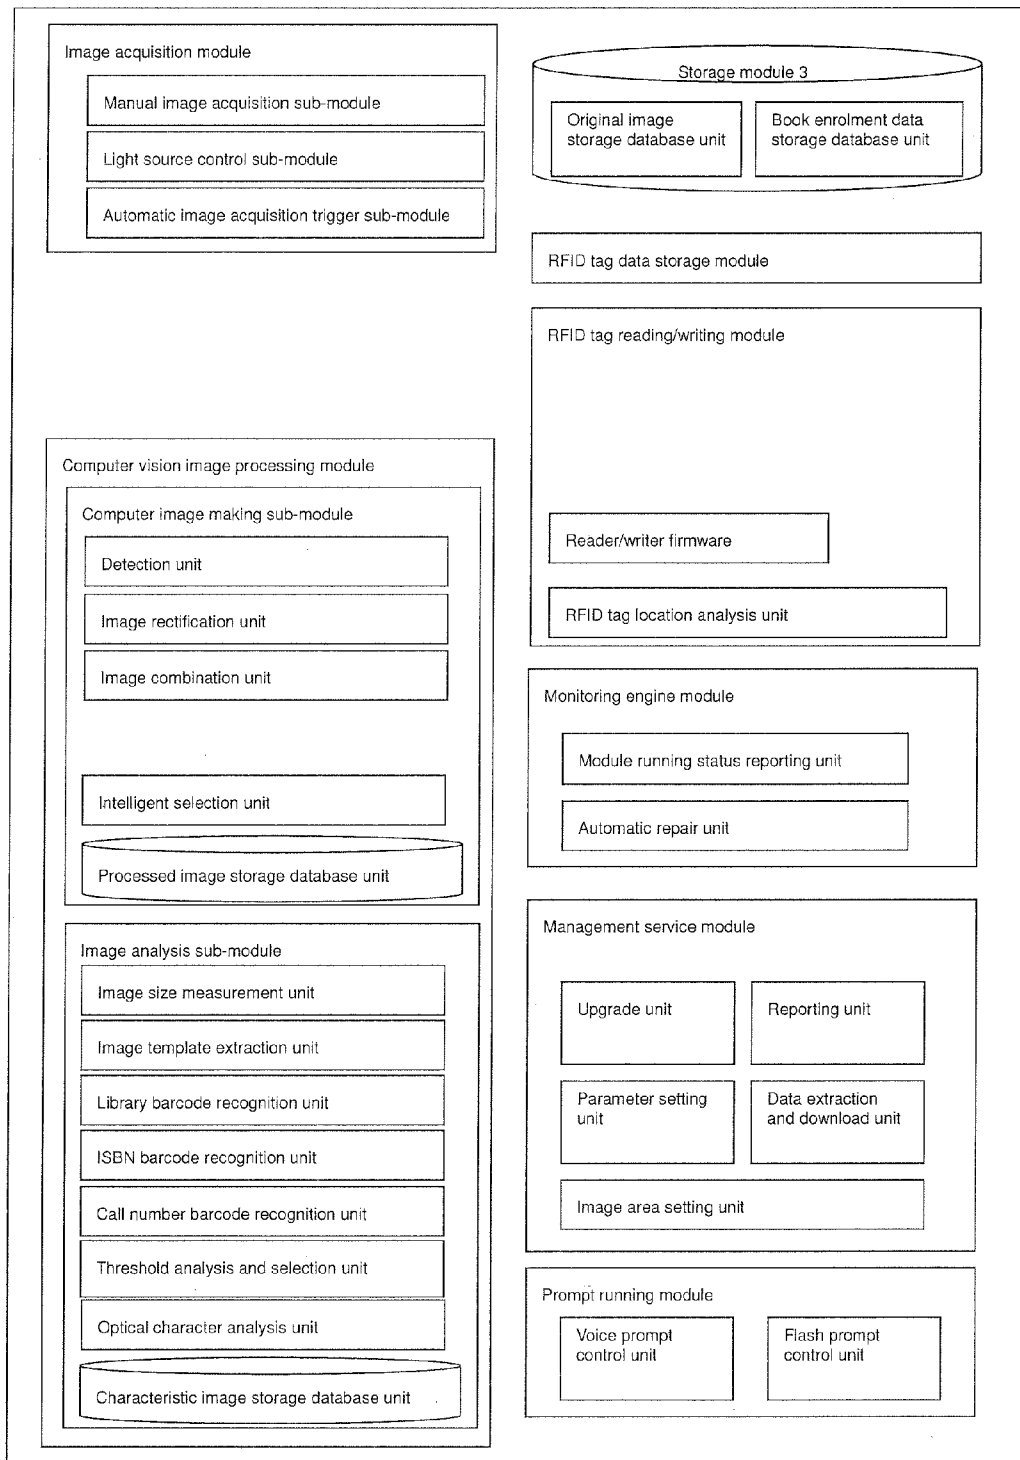 Image acquisition module
Manual image acquisition sub-module
Light source control sub-module
Automatic image acquisition trigger sub-module
Storage module 3
Original image
storage database unit
Book enrolment data
storage database unit
RFID tag data storage module
RFID tag reading/writing module
Reader/writer firmware
RFID tag location analysis unit
Computer vision image processing module
Computer image making sub-module
Detection unit
Image rectification unit
Image combination unit
Intelligent selection unit
Processed image storage database unit
Image analysis sub-module
Image size measurement unit
Image template extraction unit
Library barcode recognition unit
ISBN barcode recognition unit
Call number barcode recognition unit
Threshold analysis and selection unit
Optical character analysis unit
Characteristic image storage database unit
Monitoring engine module
Module running status reporting unit
Automatic repair unit
Management service module
Upgrade unit
Reporting unit
Parameter setting
unit
Data extraction
and download unit
Image area setting unit
Prompt running module
Voice prompt
control unit
Flash prompt
control unit